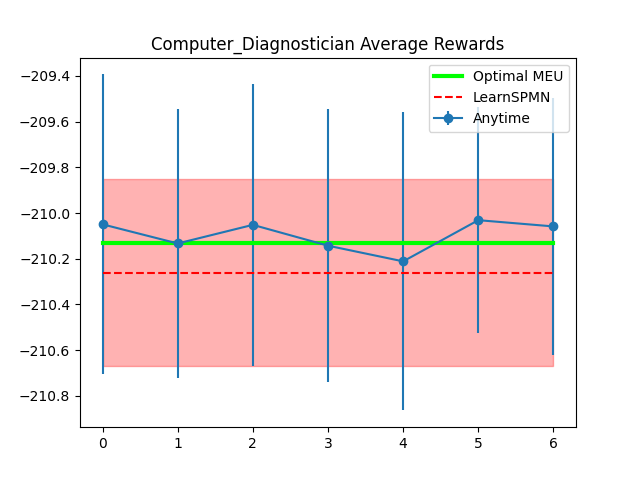 Computer_Diagnostician Average Rewards
Optimal MEU
LearnSPMN
Anytime
−209.4
−209.6
−209.8
−210.0
−210.2
−210.4
−210.6
−210.8
0 1 2 3 4 5 6